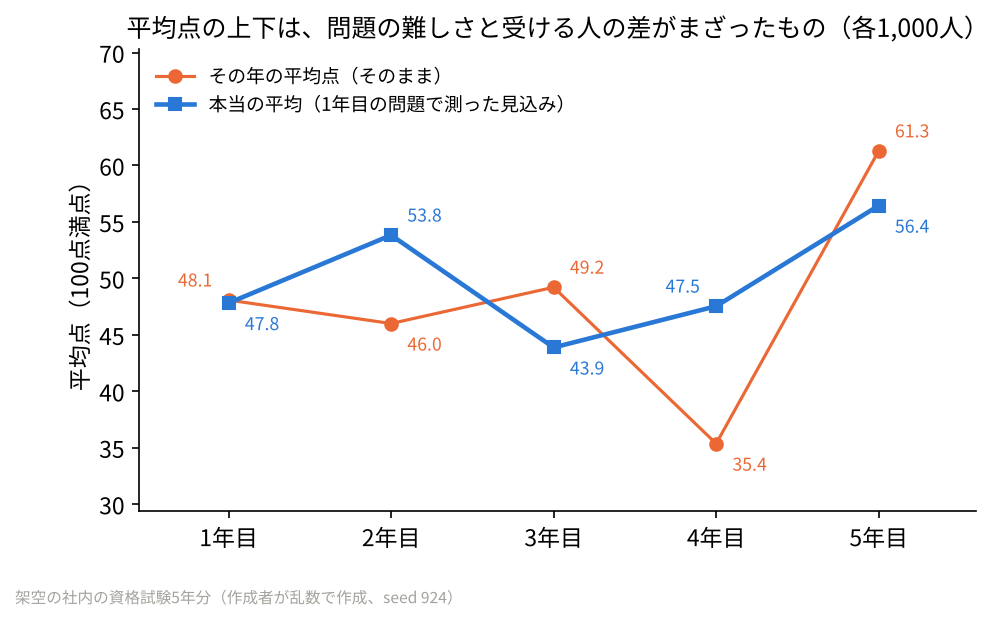 平均点の上下は、問題の難しさと受ける人の差がまざったもの（各1,000人）
その年の平均点（そのまま）
本当の平均（1年目の問題で測った見込み）
平均点（100点満点）
70
65
60
55
50
45
40
35
30
48.1
47.8
53.8
46.0
49.2
43.9
47.5
35.4
61.3
56.4
1年目
2年目
3年目
4年目
5年目
架空の社内の資格試験5年分（作成者が乱数で作成、seed 924）